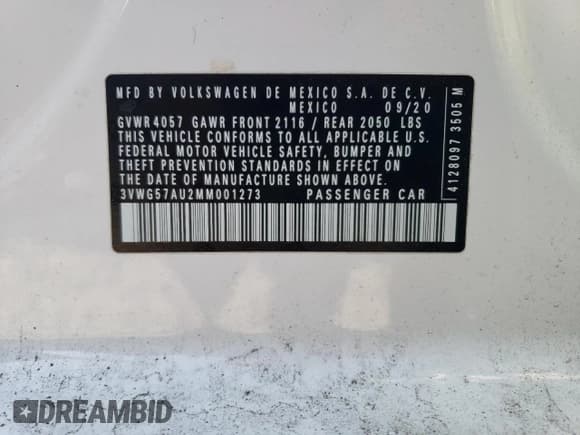 MFD BY VOLKSWAGEN DE MEXICO S.A. DE C.V.
MEXICO 09/20
GVWR 4057 GAWR FRONT 2116 / REAR 2050 LBS
THIS VEHICLE CONFORMS TO ALL APPLICABLE U.S.
FEDERAL MOTOR VEHICLE SAFETY, BUMPER AND
THEFT PREVENTION STANDARDS IN EFFECT ON
THE DATE OF MANUFACTURE SHOWN ABOVE.
3VWG57AU2MM001273 PASSENGER CAR
4128097 3505 M
DREAMBID